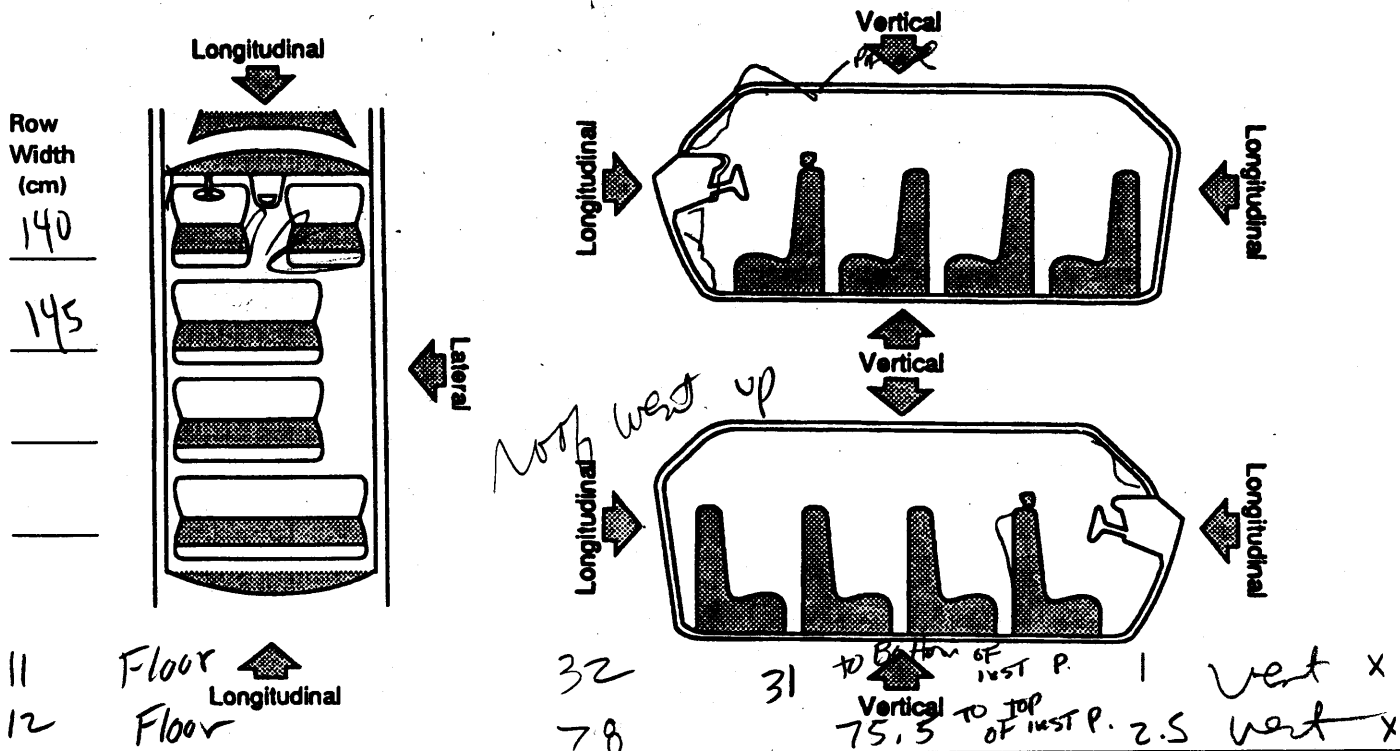 Longitudinal
Vertical
Row
Width
(cm)
140
145
Lateral
Longitudinal
Longitudinal
Longitudinal
Vertical
roof went up
Longitudinal
Longitudinal
11 Floor 32 31 to Bottom OF inst P. 1 vert X
12 Floor 78 75.5 TO TOP OF inst P. 2.5 vert X
Vertical